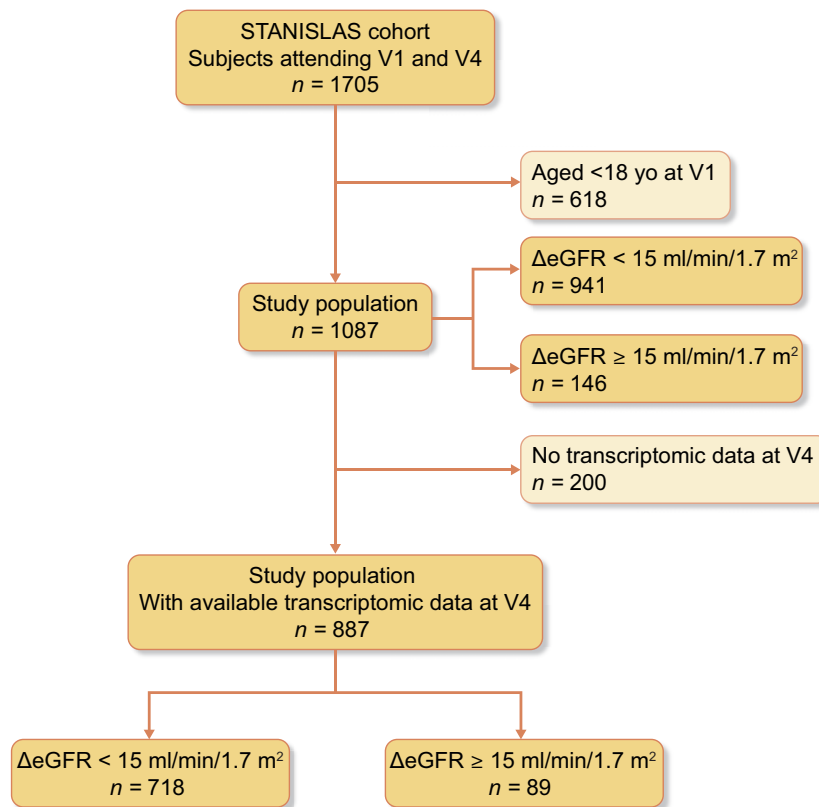 STANISLAS cohort
Subjects attending V1 and V4
n = 1705
Aged <18 yo at V1
n = 618
ΔeGFR < 15 ml/min/1.7 m²
n = 941
Study population
n = 1087
ΔeGFR ≥ 15 ml/min/1.7 m²
n = 146
No transcriptomic data at V4
n = 200
Study population
With available transcriptomic data at V4
n = 887
ΔeGFR < 15 ml/min/1.7 m²
n = 718
ΔeGFR ≥ 15 ml/min/1.7 m²
n = 89